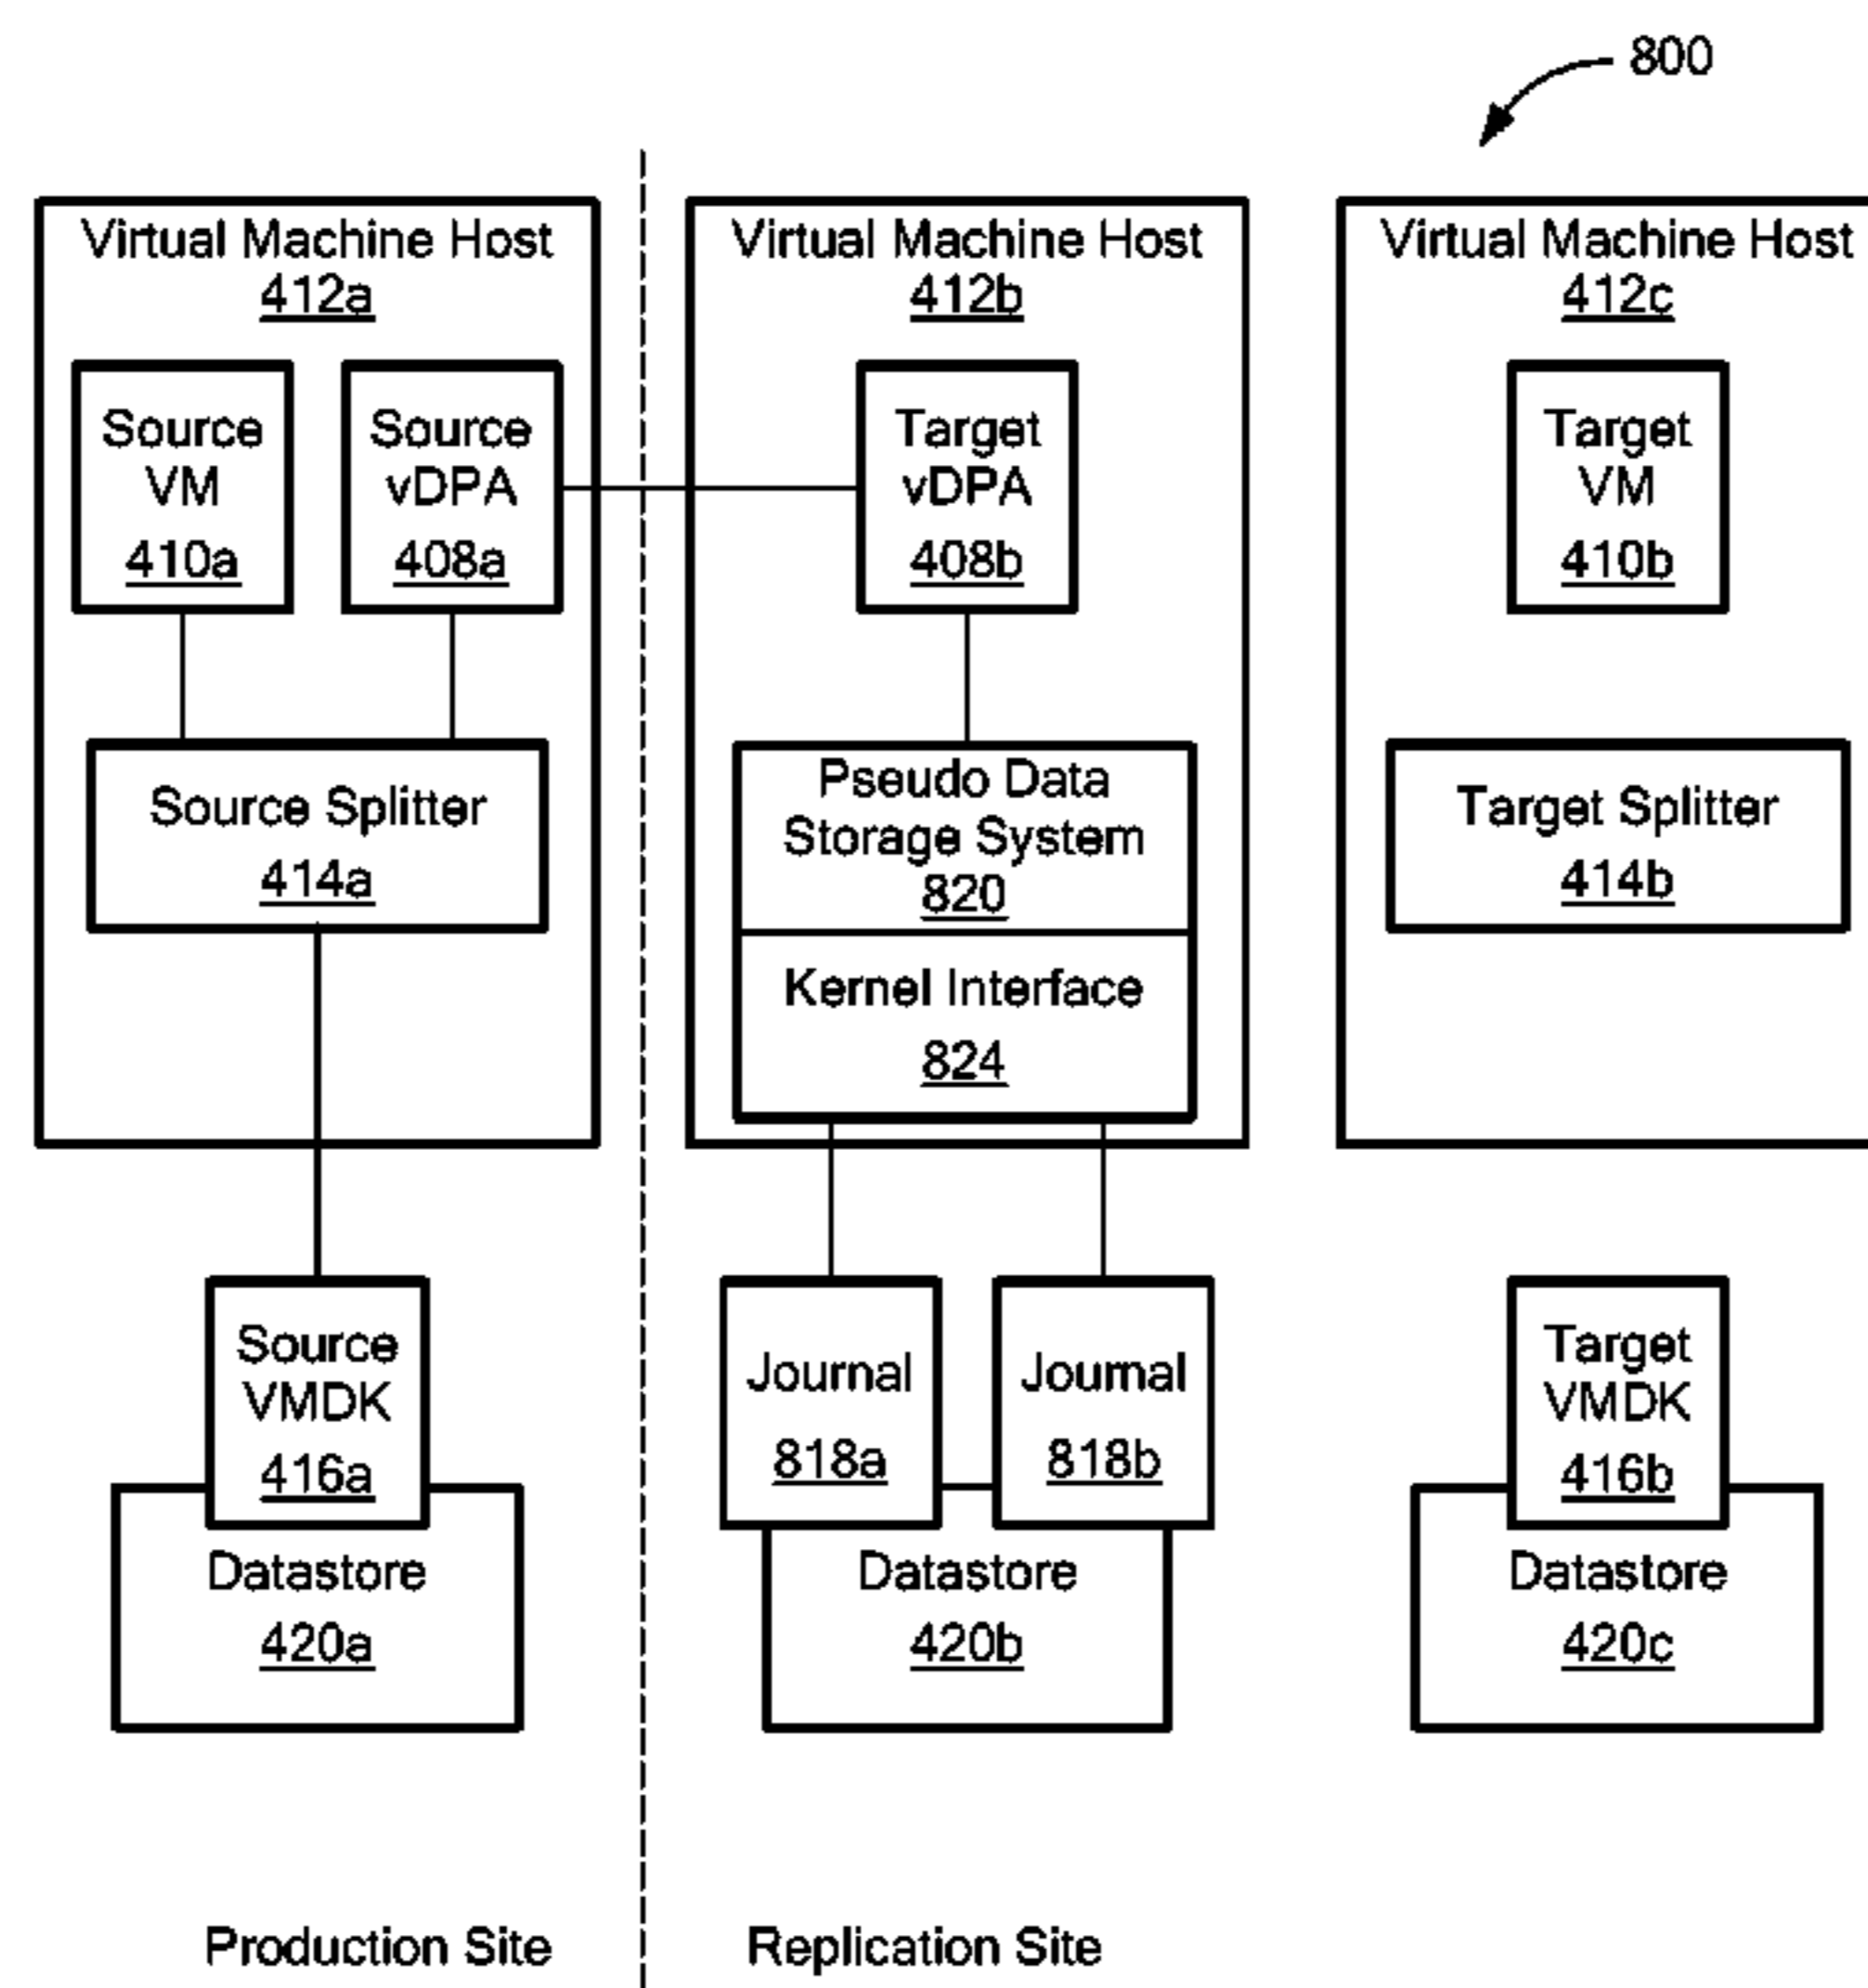 800
Virtual Machine Host
412a
Source
VM
410a
Source
vDPA
408a
Source Splitter
414a
Source
VMDK
416a
Datastore
420a
Production Site
Virtual Machine Host
412b
Target
vDPA
408b
Pseudo Data
Storage System
820
Kernel Interface
824
Journal
818a
Journal
818b
Datastore
420b
Replication Site
Virtual Machine Host
412c
Target
VM
410b
Target Splitter
414b
Target
VMDK
416b
Datastore
420c